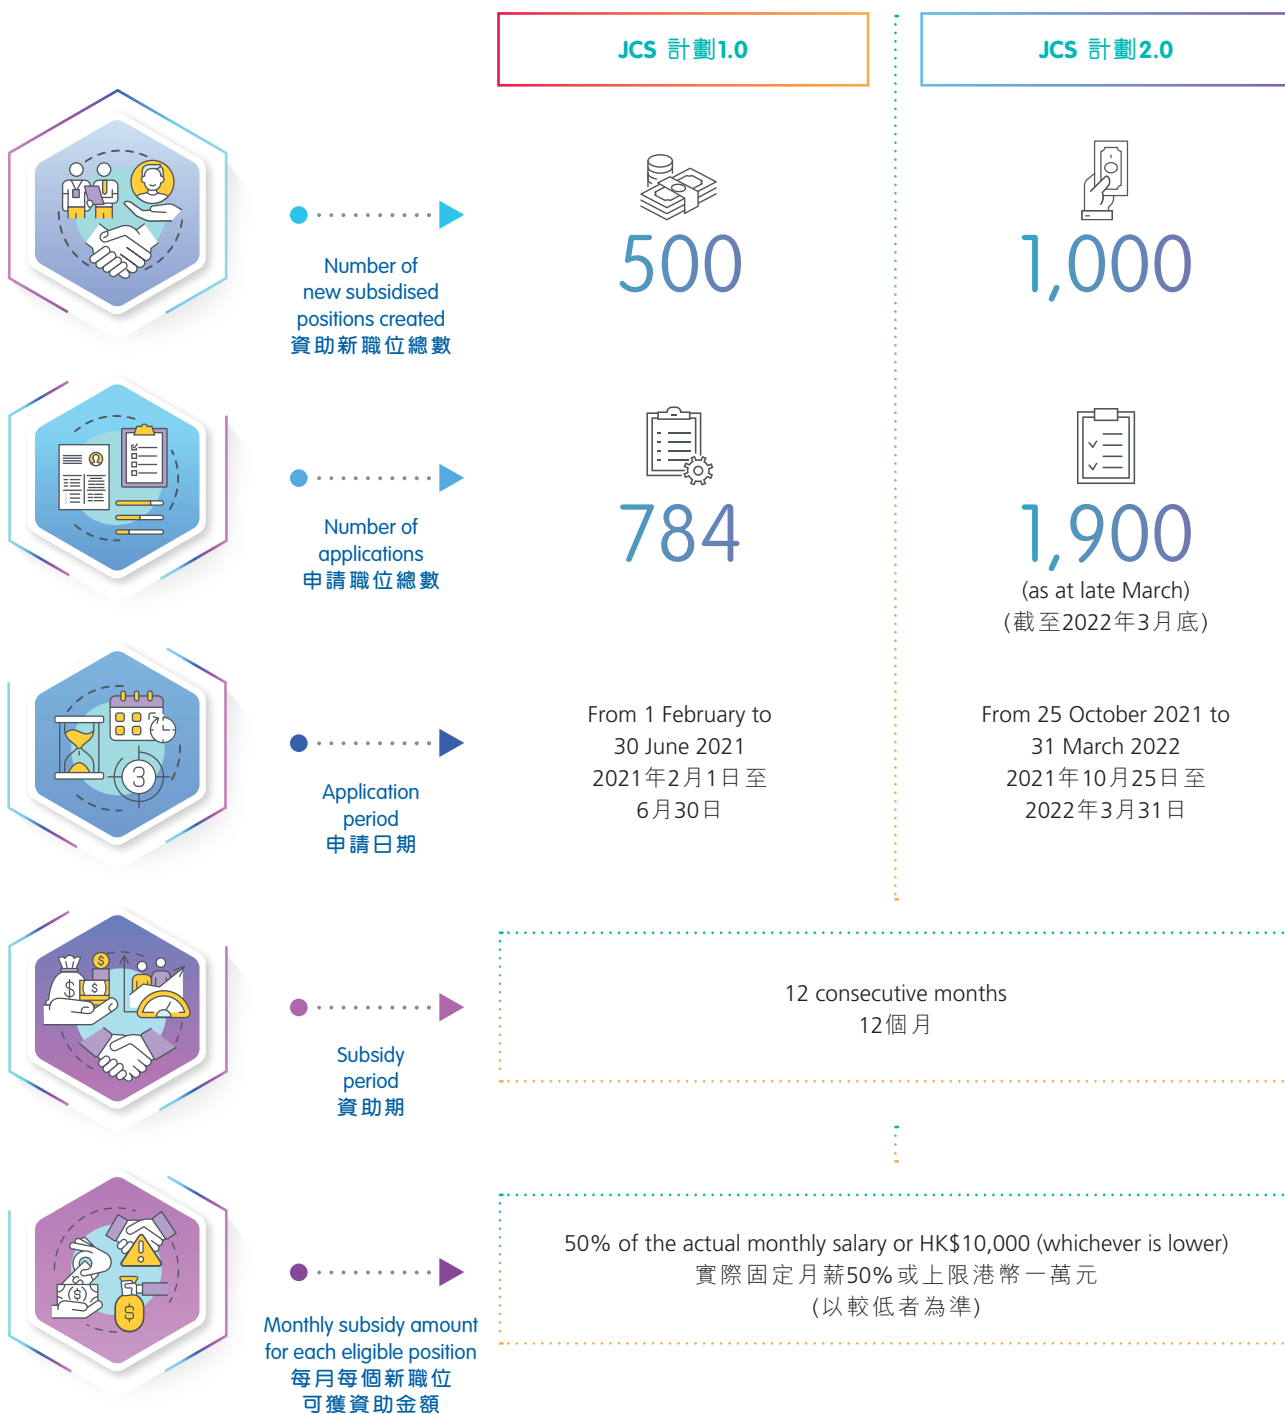 JCS 計劃1.0
JCS 計劃2.0
Number of
new subsidised
positions created
資助新職位總數
500
1,000
Number of
applications
申請職位總數
784
1,900
(as at late March)
(截至2022年3月底)
Application
period
申請日期
From 1 February to
30 June 2021
2021年2月1日至
6月30日
From 25 October 2021 to
31 March 2022
2021年10月25日至
2022年3月31日
3
Subsidy
period
資助期
12 consecutive months
12個月
Monthly subsidy amount
for each eligible position
每月每個新職位
可獲資助金額
50% of the actual monthly salary or HK$10,000 (whichever is lower)
實際固定月薪50%或上限港幣一萬元
(以較低者為準)